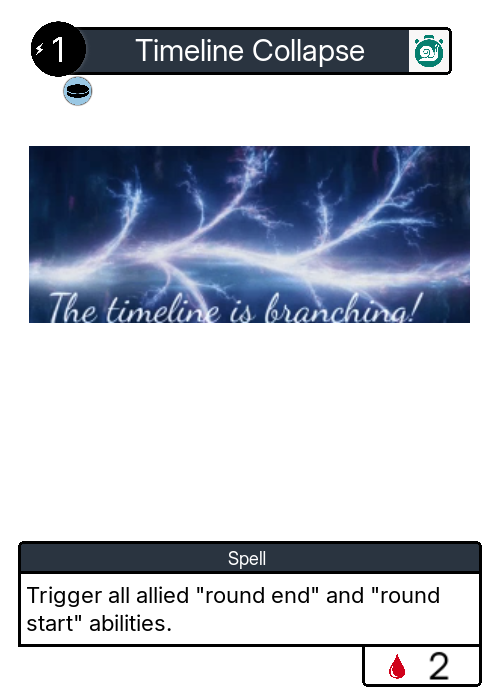 1
Timeline Collapse
The timeline is branching!
Spell
Trigger all allied "round end" and "round
start" abilities.
2